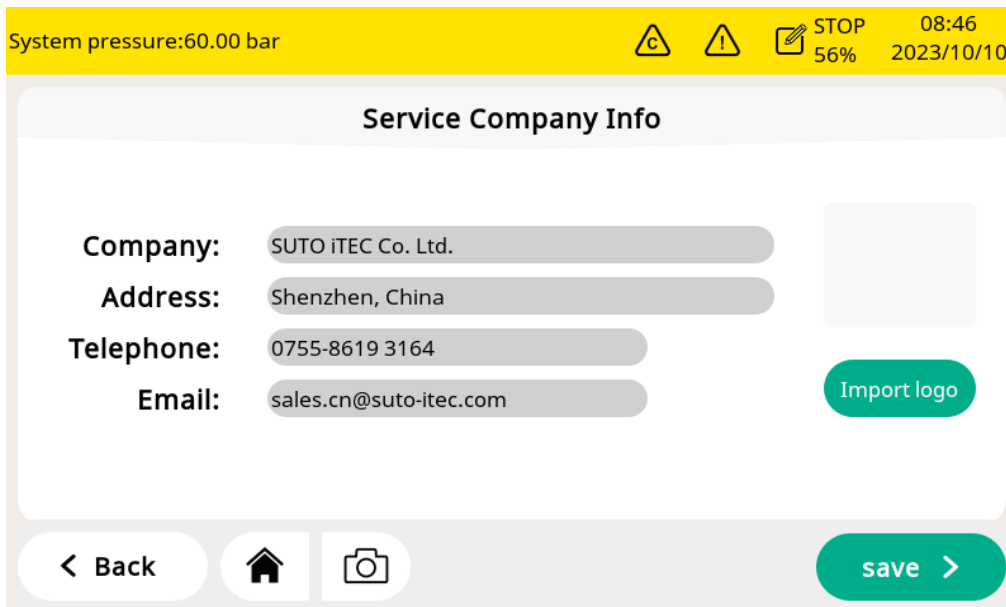 System pressure:60.00 bar
C
!
STOP
56%
08:46
2023/10/10
Service Company Info
Company: SUTO iTEC Co. Ltd.
Address: Shenzhen, China
Telephone: 0755-8619 3164
Email: sales.cn@suto-itec.com
Import logo
Back
save